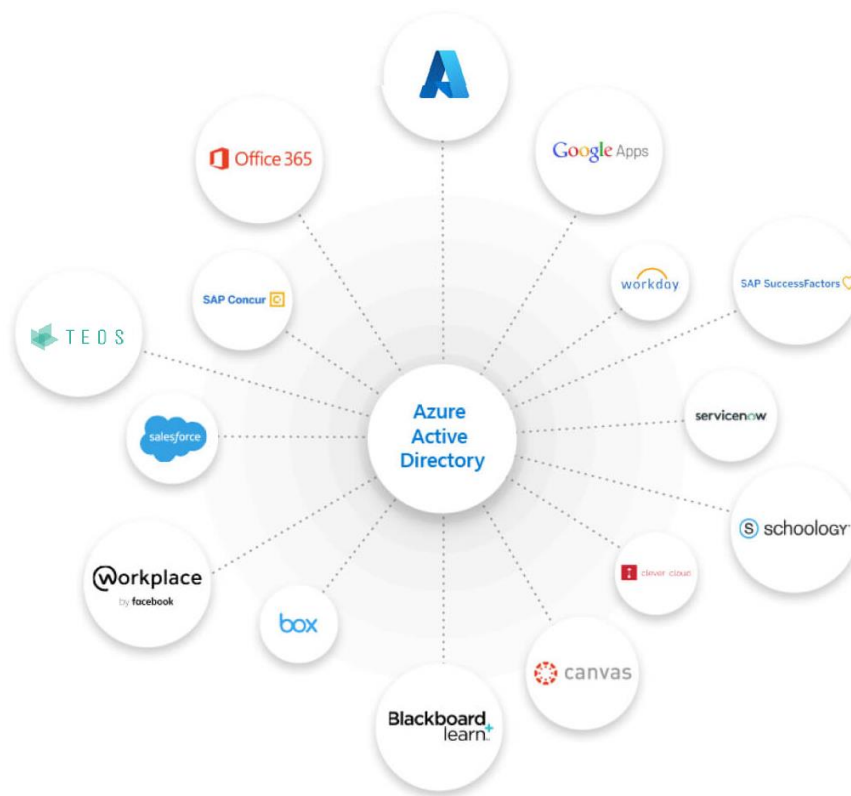 Office 365
Google Apps
SAP Concur
workday
SAP SuccessFactors
TEOS
Azure
Active
Directory
salesforce
servicenow
S schoology
workplace
by facebook
clever cloud
box
canvas
Blackboard
learn